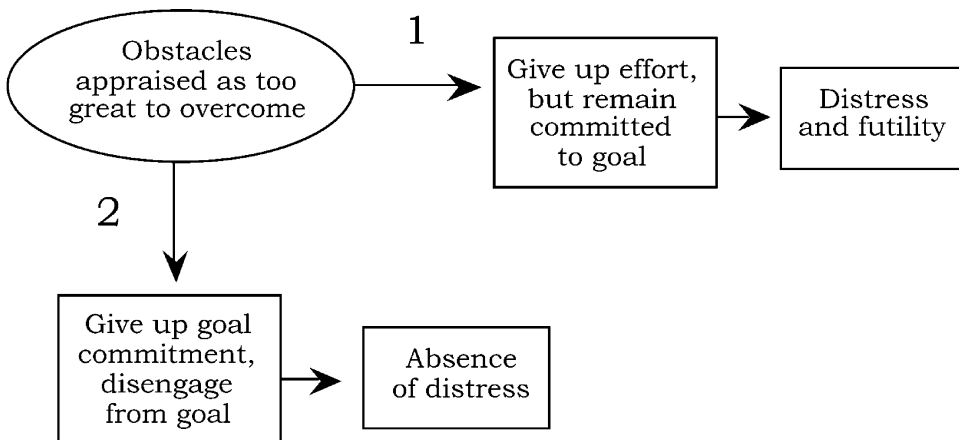 Obstacles
appraised as too
great to overcome
1
Give up effort,
but remain
committed
to goal
Distress
and futility
2
Give up goal
commitment,
disengage
from goal
Absence
of distress